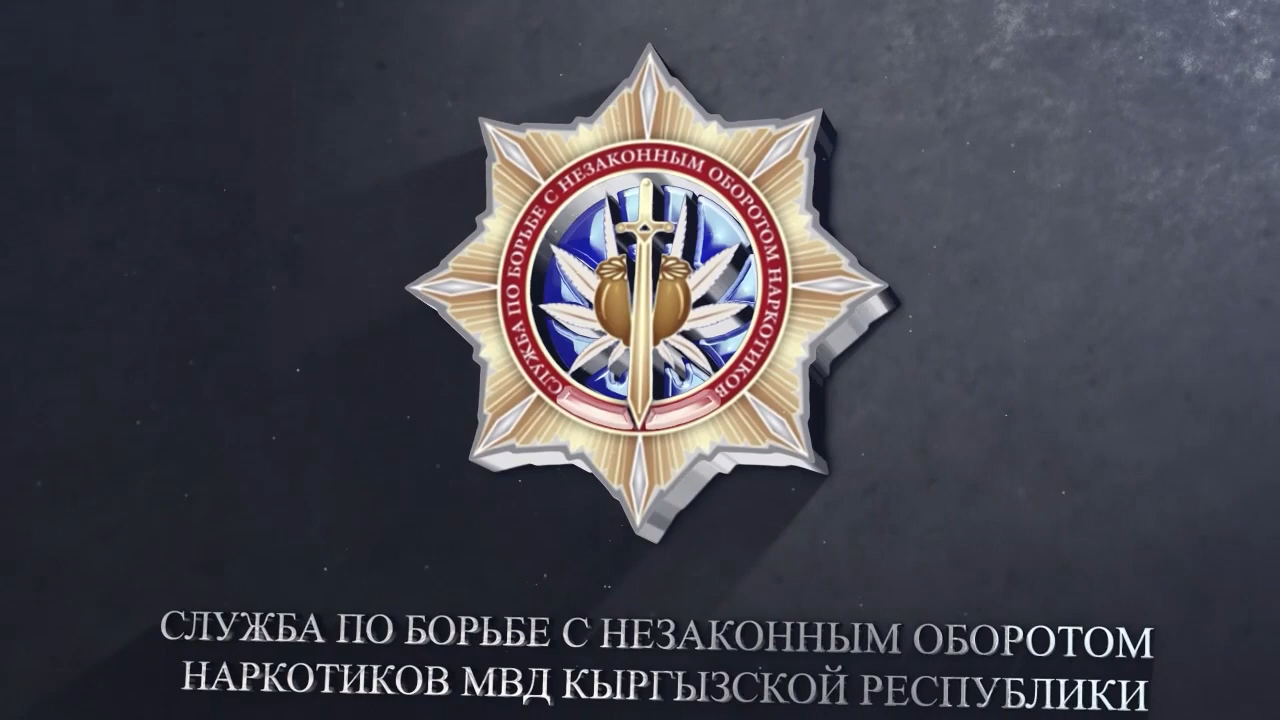 СЛУЖБА ПО БОРЬБЕ С НЕЗАКОННЫМ ОБОРОТОМ НАРКОТИКОВ
СЛУЖБА ПО БОРЬБЕ С НЕЗАКОННЫМ ОБОРОТОМ
НАРКОТИКОВ МВД КЫРГЫЗСКОЙ РЕСПУБЛИКИ